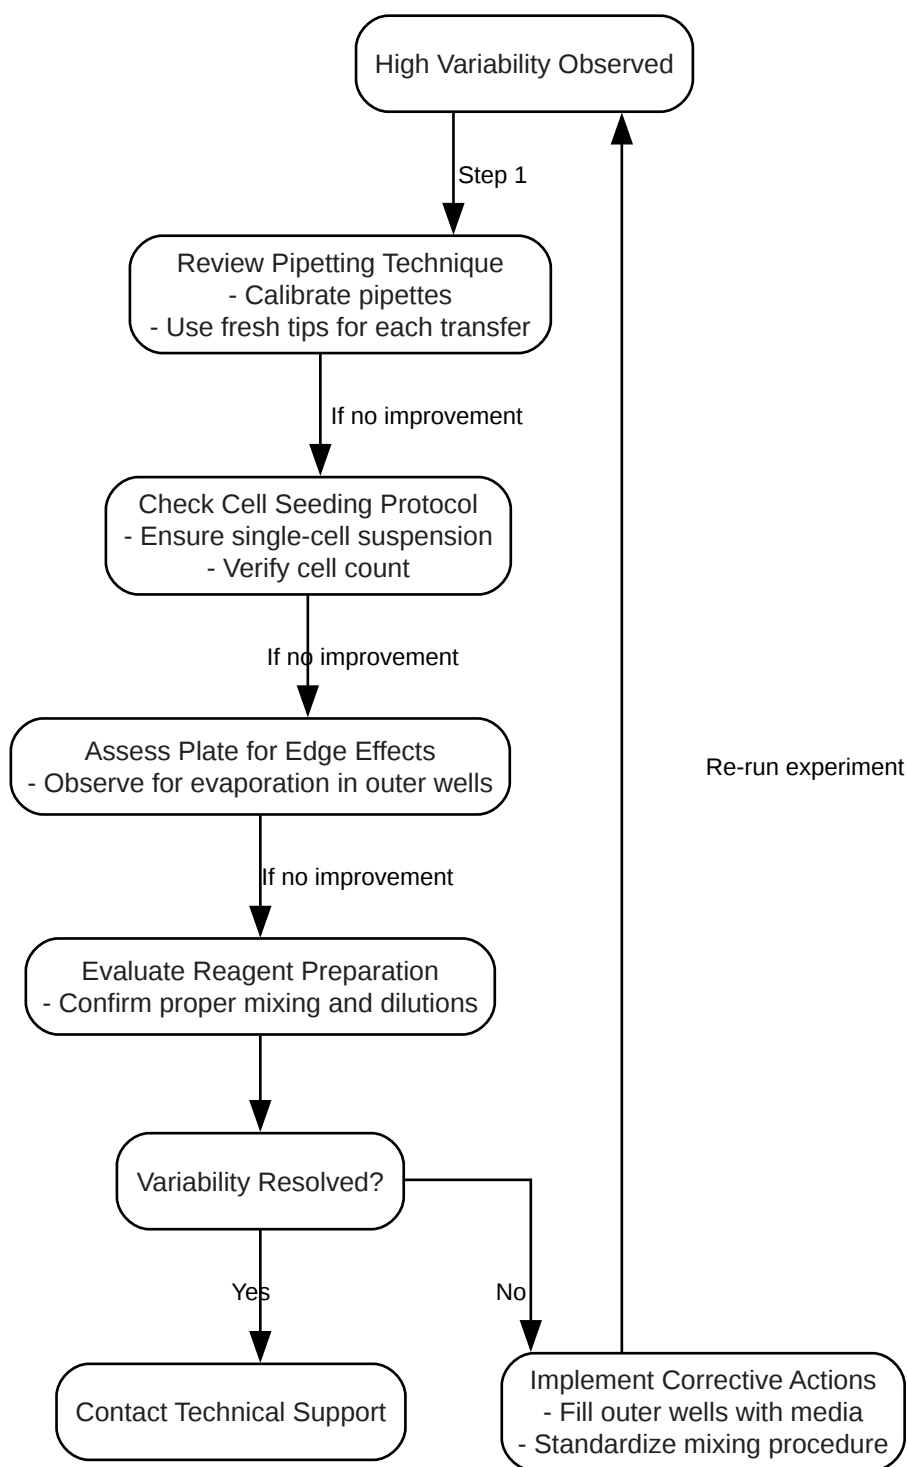 High Variability Observed
Step 1
Review Pipetting Technique
- Calibrate pipettes
- Use fresh tips for each transfer
If no improvement
Check Cell Seeding Protocol
- Ensure single-cell suspension
- Verify cell count
If no improvement
Assess Plate for Edge Effects
- Observe for evaporation in outer wells
Re-run experiment
If no improvement
Evaluate Reagent Preparation
- Confirm proper mixing and dilutions
Variability Resolved?
Yes
No
Contact Technical Support
Implement Corrective Actions
- Fill outer wells with media
- Standardize mixing procedure